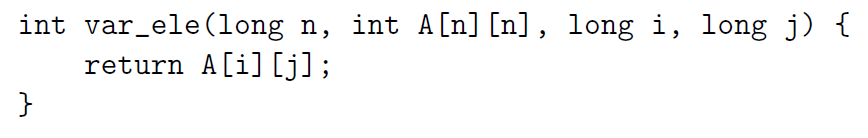 int var_ele(long n, int A[n][n], long i, long j) {
    return A[i][j];
}